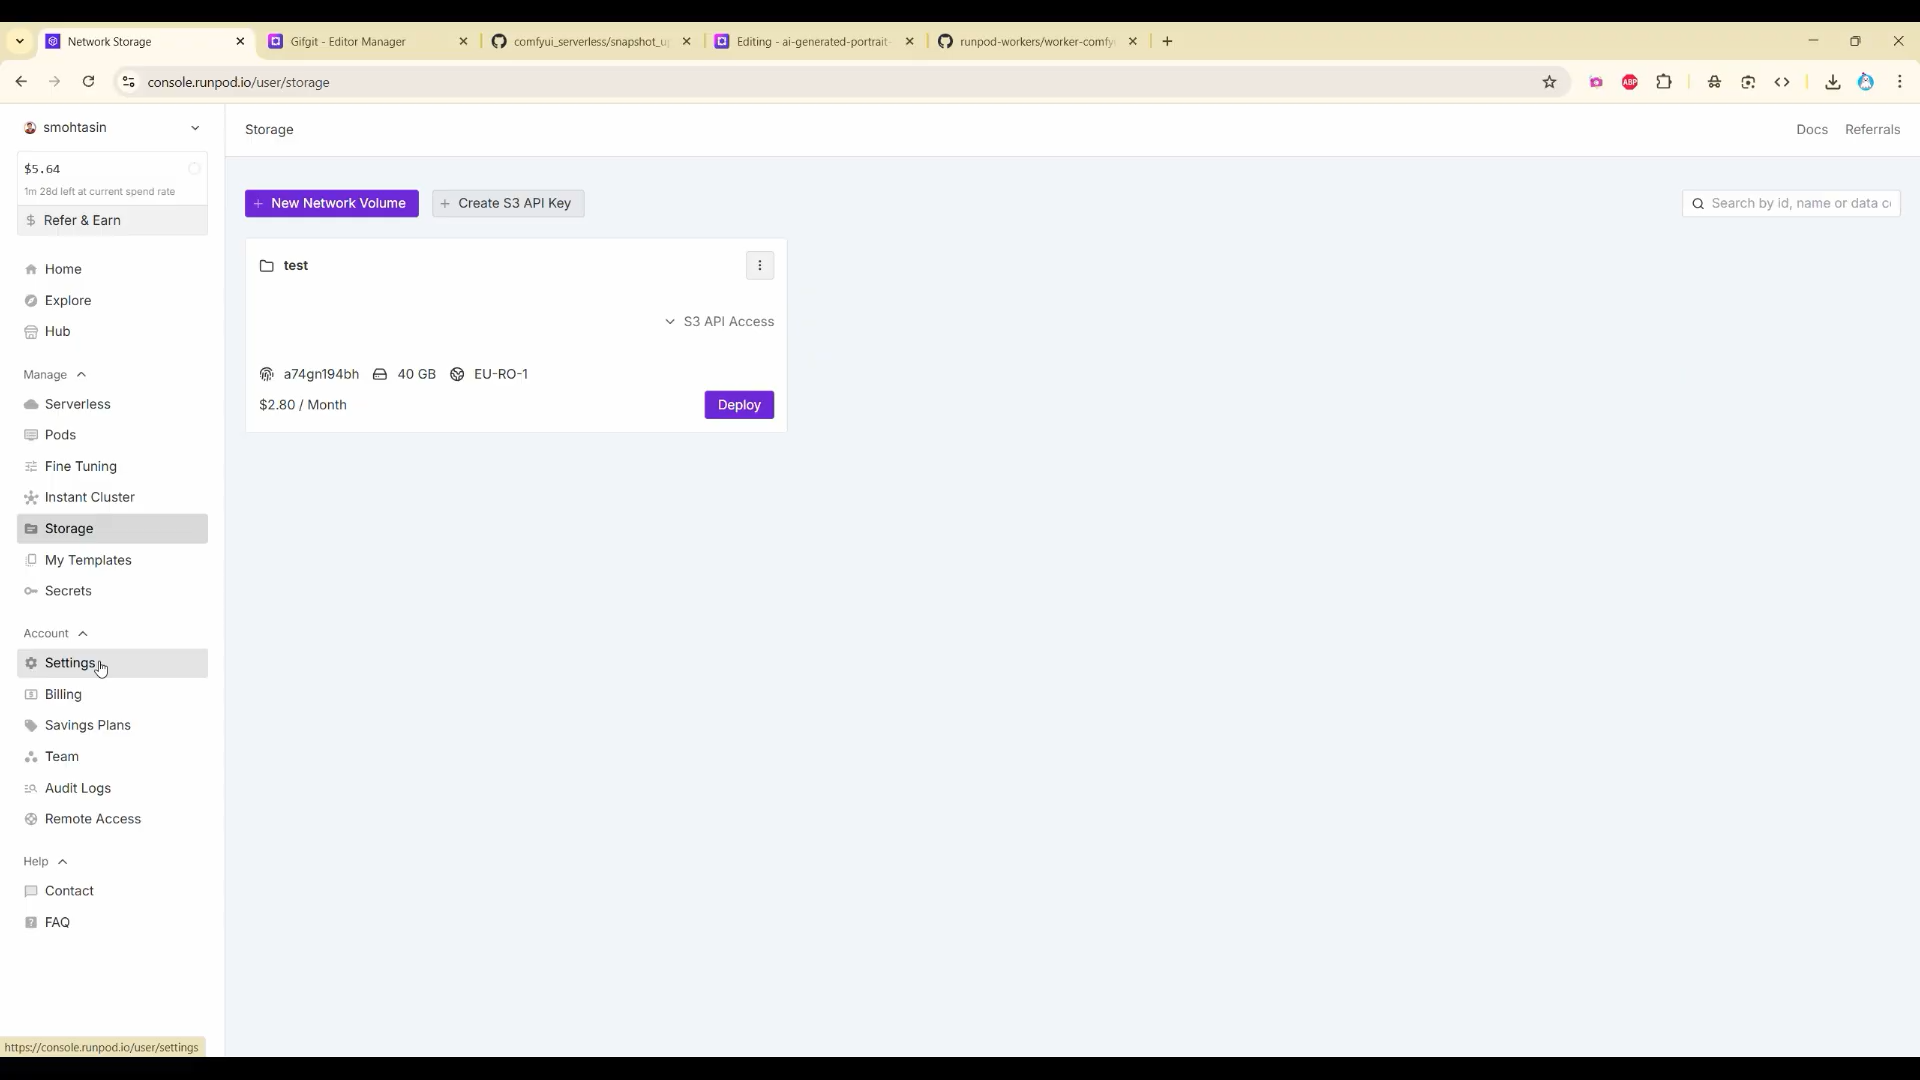 Network Storage
Gifgit - Editor Manager
comfyui_serverless/snapshot_u
Editing - ai-generated-portrait-
runpod-workers/worker-comfy
console.runpod.io/user/storage
ABP
smohtasin
Storage
Docs
Referrals
$5.64
1m 28d left at current spend rate
$ Refer & Earn
+ New Network Volume
+ Create S3 API Key
Search by id, name or data c
test
S3 API Access
a74gn194bh
40 GB
EU-RO-1
$2.80 / Month
Deploy
Home
Explore
Hub
Manage
Serverless
Pods
Fine Tuning
Instant Cluster
Storage
My Templates
Secrets
Account
Settings
Billing
Savings Plans
Team
Audit Logs
Remote Access
Help
Contact
FAQ
https://console.runpod.io/user/settings